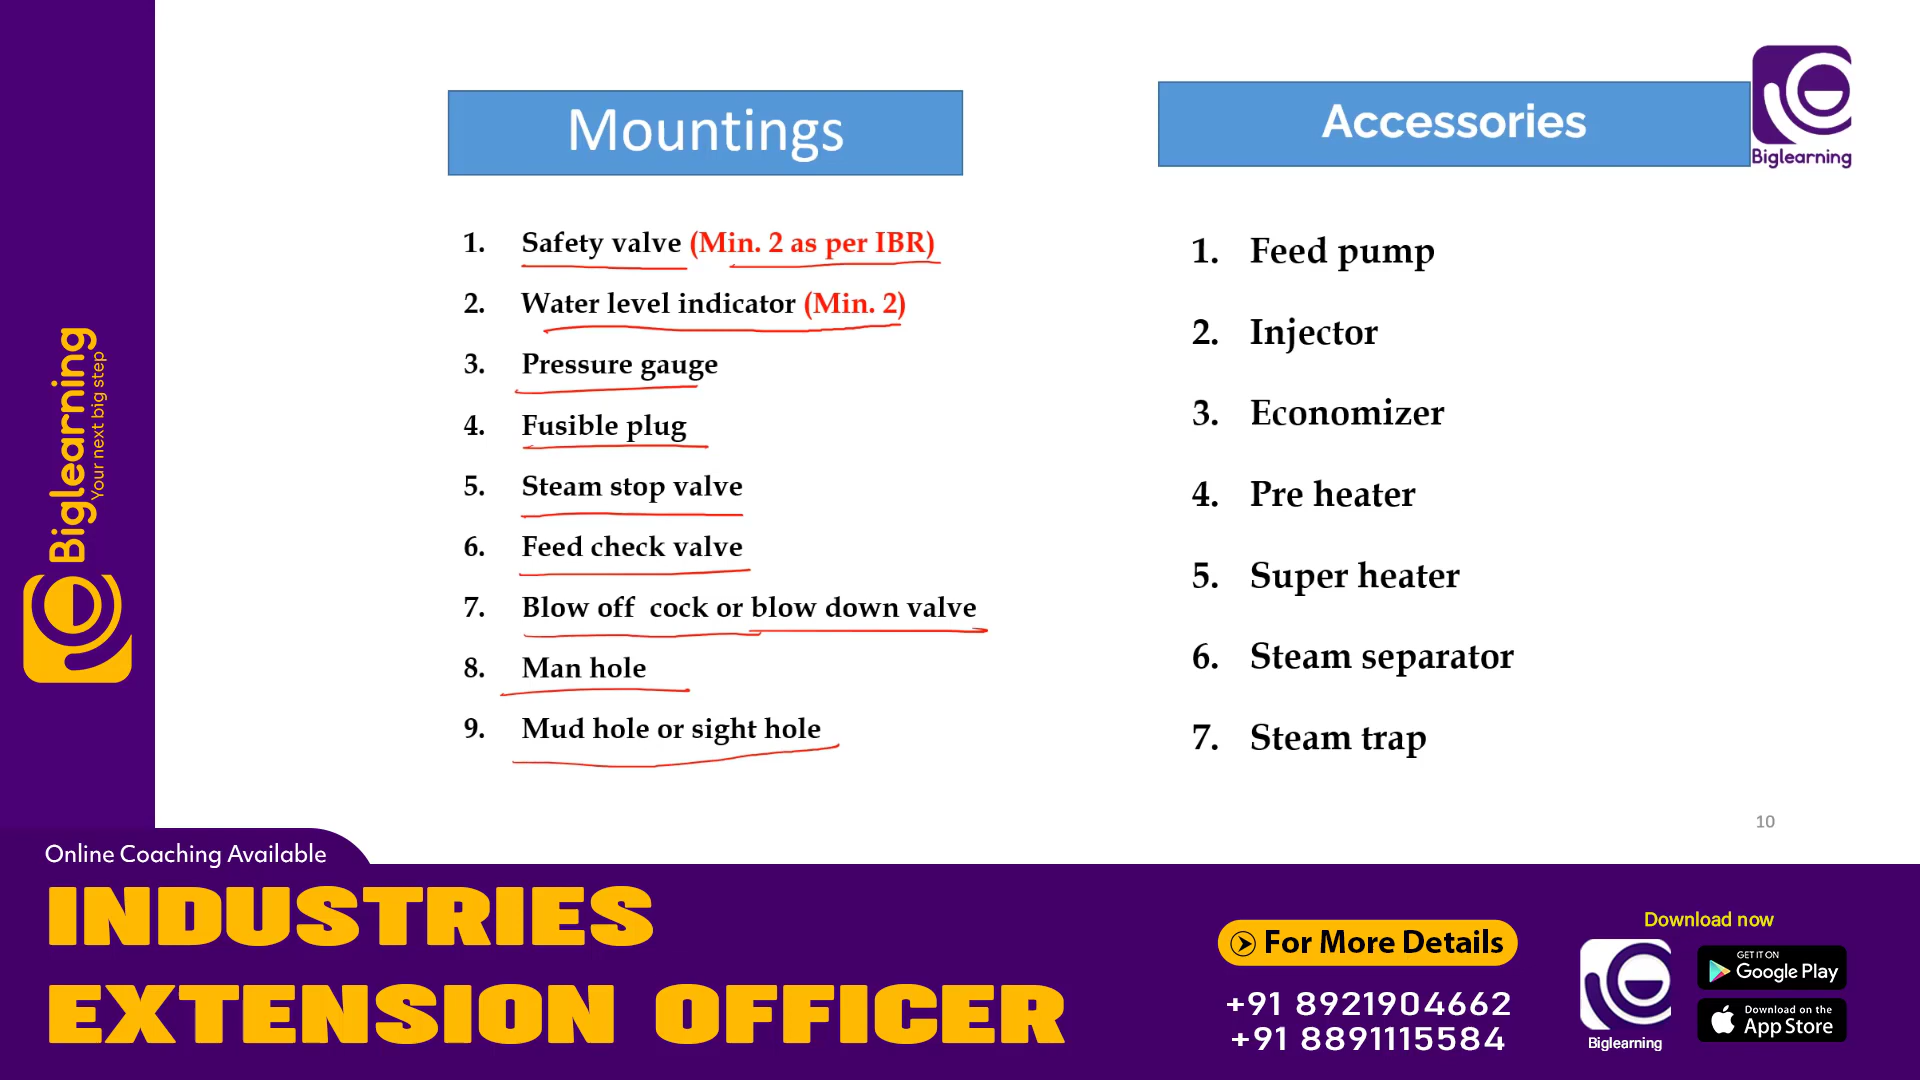 Mountings
1. Safety valve (Min. 2 as per IBR)
2. Water level indicator (Min. 2)
3. Pressure gauge
4. Fusible plug
5. Steam stop valve
6. Feed check valve
7. Blow off cock or blow down valve
8. Man hole
9. Mud hole or sight hole
Accessories
1. Feed pump
2. Injector
3. Economizer
4. Pre heater
5. Super heater
6. Steam separator
7. Steam trap
Biglearning
10
Biglearning
Your next big step
Online Coaching Available
INDUSTRIES
EXTENSION OFFICER
For More Details
+91 8921904662
+91 8891115584
Download now
Biglearning
GET IT ON
Google Play
Download on the
App Store